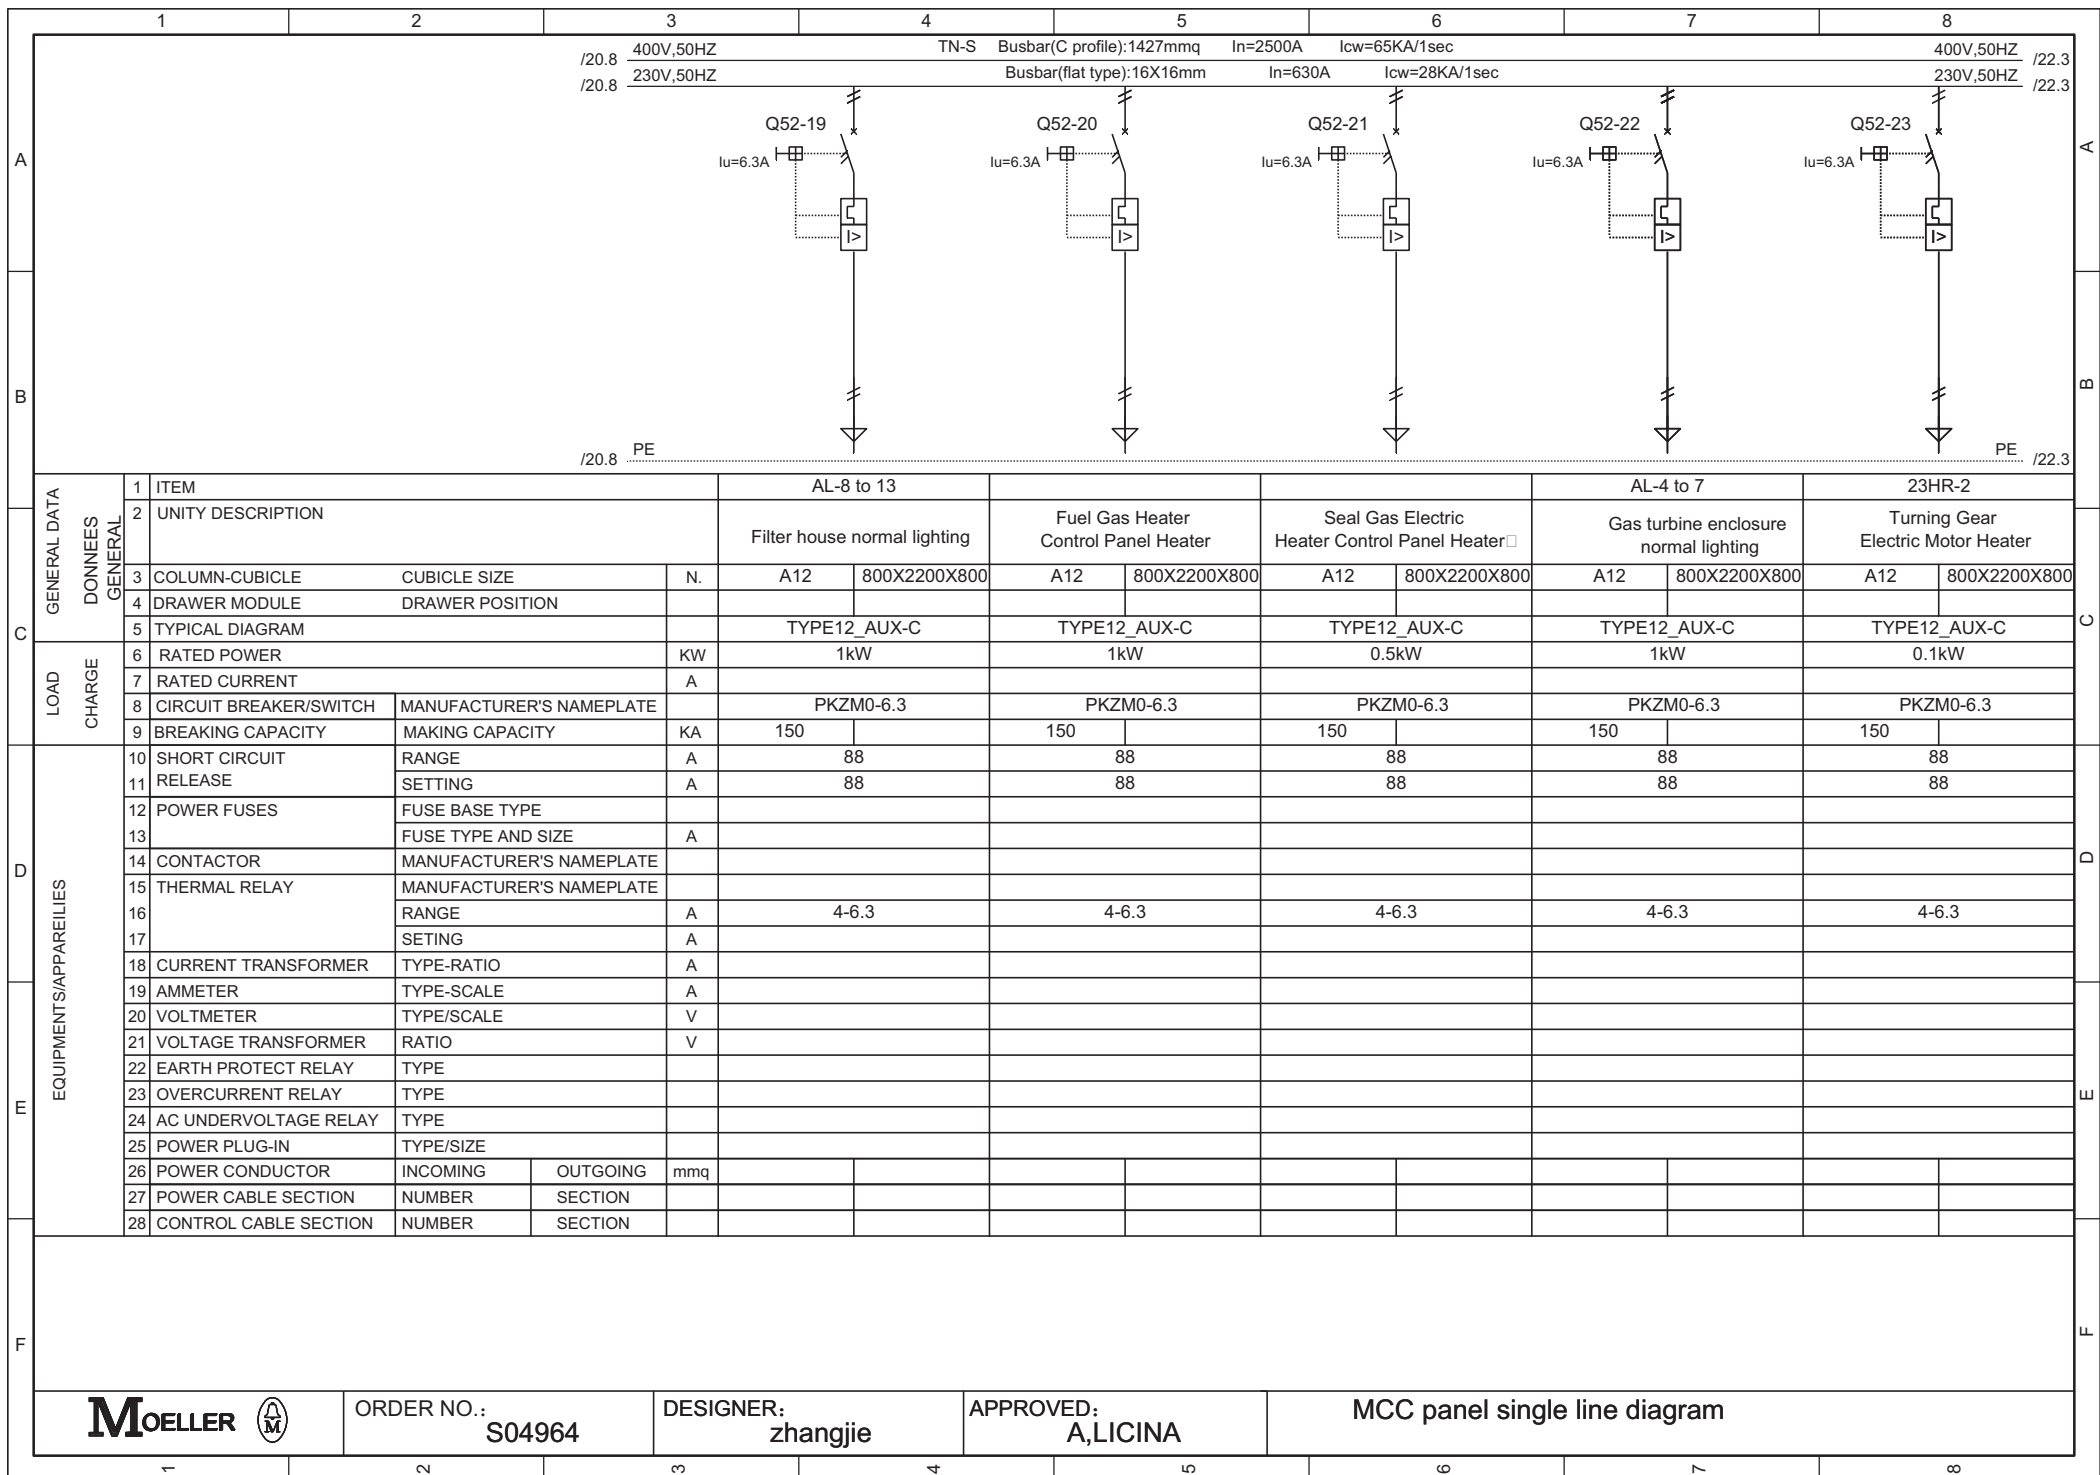 1 2 3 4 5 6 7 8
400V,50HZ TN-S Busbar(C profile):1427mmq In=2500A Icw=65KA/1sec 400V,50HZ
/20.8 /22.3
230V,50HZ Busbar(flat type):16X16mm In=630A Icw=28KA/1sec 230V,50HZ
/20.8 /22.3
Q52-19 Q52-20 Q52-21 Q52-22 Q52-23
A A
Iu=6.3A Iu=6.3A Iu=6.3A Iu=6.3A Iu=6.3A
I> I> I> I> I>
B B
PE PE
/20.8 /22.3
GENERAL DATA
DONNEES
GENERAL
1 ITEM AL-8 to 13 AL-4 to 7 23HR-2
2 UNITY DESCRIPTION Filter house normal lighting Fuel Gas Heater Control Panel Heater Seal Gas Electric Heater Control Panel Heater□ Gas turbine enclosure normal lighting Turning Gear Electric Motor Heater
3 COLUMN-CUBICLE CUBICLE SIZE N. A12 800X2200X800 A12 800X2200X800 A12 800X2200X800 A12 800X2200X800 A12 800X2200X800
4 DRAWER MODULE DRAWER POSITION
C C
5 TYPICAL DIAGRAM TYPE12_AUX-C TYPE12_AUX-C TYPE12_AUX-C TYPE12_AUX-C TYPE12_AUX-C
LOAD
CHARGE
6 RATED POWER KW 1kW 1kW 0.5kW 1kW 0.1kW
7 RATED CURRENT A
8 CIRCUIT BREAKER/SWITCH MANUFACTURER'S NAMEPLATE PKZM0-6.3 PKZM0-6.3 PKZM0-6.3 PKZM0-6.3 PKZM0-6.3
9 BREAKING CAPACITY MAKING CAPACITY KA 150 150 150 150 150
EQUIPMENTS/APPAREILIES
10 SHORT CIRCUIT RANGE A 88 88 88 88 88
11 RELEASE SETTING A 88 88 88 88 88
12 POWER FUSES FUSE BASE TYPE
13 FUSE TYPE AND SIZE A
14 CONTACTOR MANUFACTURER'S NAMEPLATE
D D
15 THERMAL RELAY MANUFACTURER'S NAMEPLATE
16 RANGE A 4-6.3 4-6.3 4-6.3 4-6.3 4-6.3
17 SETING A
18 CURRENT TRANSFORMER TYPE-RATIO A
19 AMMETER TYPE-SCALE A
20 VOLTMETER TYPE/SCALE V
21 VOLTAGE TRANSFORMER RATIO V
22 EARTH PROTECT RELAY TYPE
23 OVERCURRENT RELAY TYPE
E E
24 AC UNDERVOLTAGE RELAY TYPE
25 POWER PLUG-IN TYPE/SIZE
26 POWER CONDUCTOR INCOMING OUTGOING mmq
27 POWER CABLE SECTION NUMBER SECTION
28 CONTROL CABLE SECTION NUMBER SECTION
F F
MOELLER M
ORDER NO.: S04964
DESIGNER: zhangjie
APPROVED: A,LICINA
MCC panel single line diagram
1 2 3 4 5 6 7 8